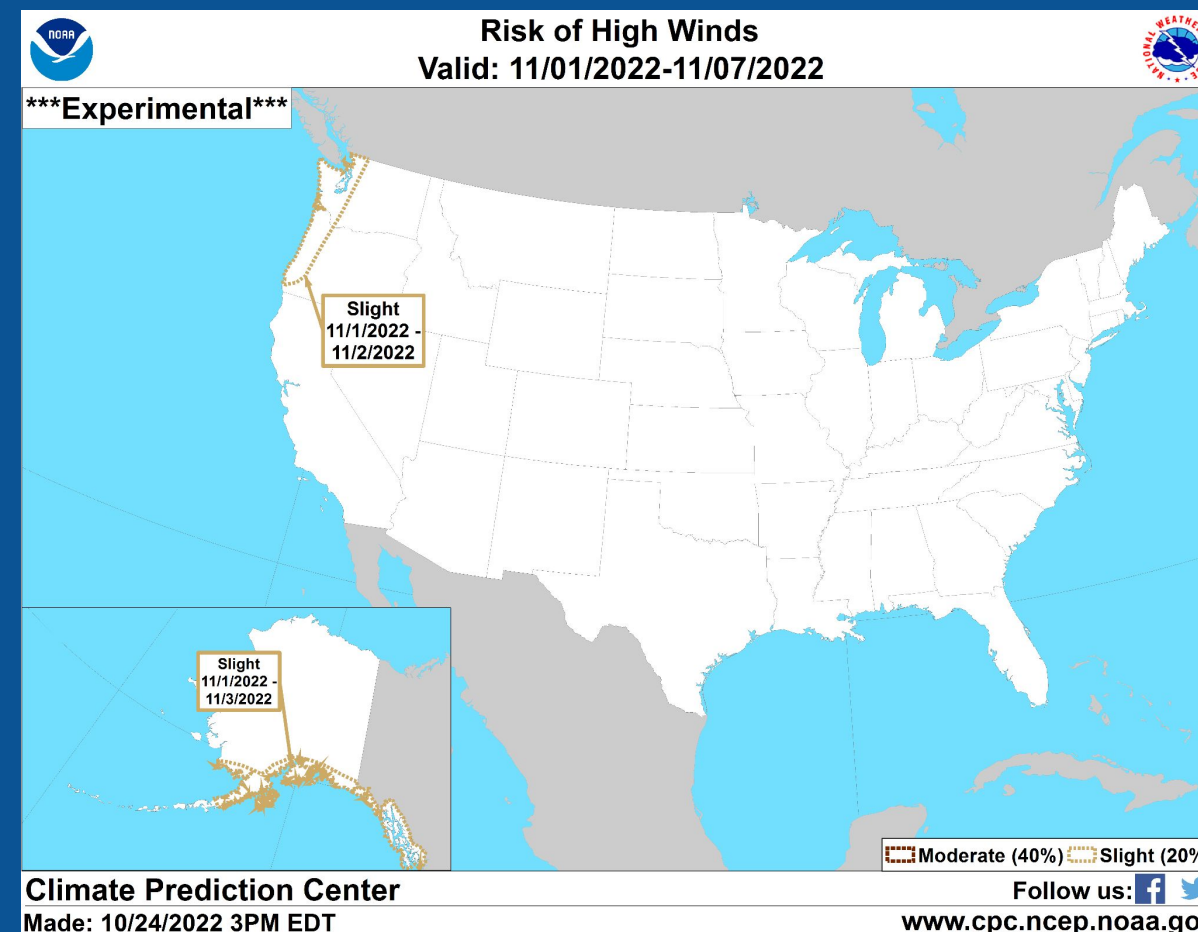 NOAA
Risk of High Winds
Valid: 11/01/2022-11/07/2022
***Experimental***
Slight
11/1/2022 -
11/2/2022
Slight
11/1/2022 -
11/3/2022
Moderate (40%) Slight (20%
Climate Prediction Center
Follow us:
Made: 10/24/2022 3PM EDT
www.cpc.ncep.noaa.go